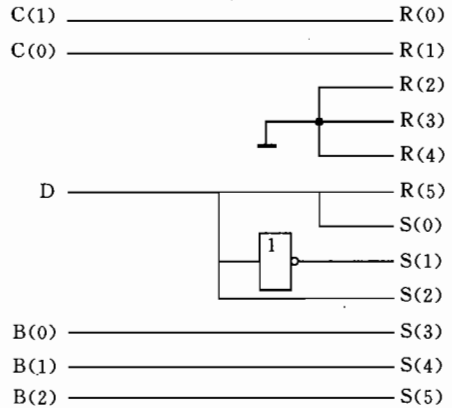 C(1) R(0)
C(0) R(1)
R(2)
R(3)
R(4)
D R(5)
S(0)
1 S(1)
S(2)
B(0) S(3)
B(1) S(4)
B(2) S(5)